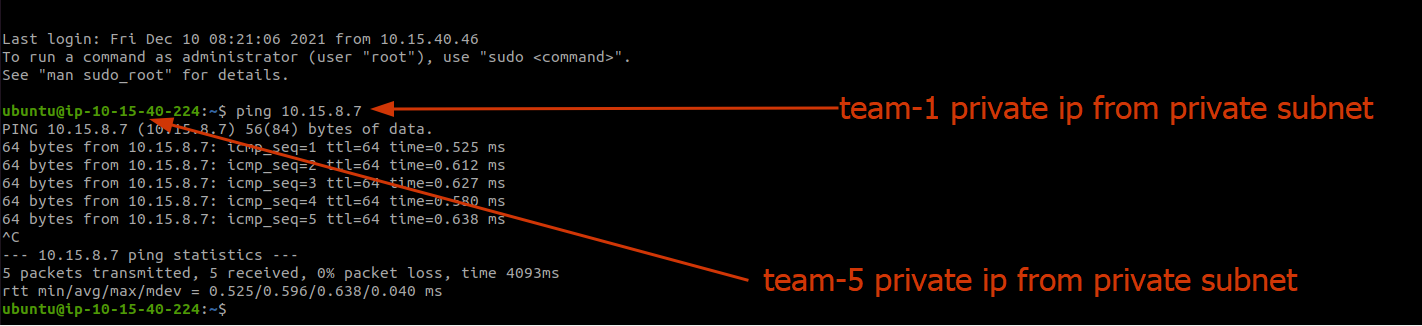 Last login: Fri Dec 10 08:21:06 2021 from 10.15.40.46
To run a command as administrator (user "root"), use "sudo <command>".
See "man sudo_root" for details.
ubuntu@ip-10-15-40-224:~$ ping 10.15.8.7
team-1 private ip from private subnet
PING 10.15.8.7 (10.15.8.7) 56(84) bytes of data.
64 bytes from 10.15.8.7: icmp_seq=1 ttl=64 time=0.525 ms
64 bytes from 10.15.8.7: icmp_seq=2 ttl=64 time=0.612 ms
64 bytes from 10.15.8.7: icmp_seq=3 ttl=64 time=0.627 ms
64 bytes from 10.15.8.7: icmp_seq=4 ttl=64 time=0.580 ms
64 bytes from 10.15.8.7: icmp_seq=5 ttl=64 time=0.638 ms
^C
--- 10.15.8.7 ping statistics ---
5 packets transmitted, 5 received, 0% packet loss, time 4093ms
team-5 private ip from private subnet
rtt min/avg/max/mdev = 0.525/0.596/0.638/0.040 ms
ubuntu@ip-10-15-40-224:~$